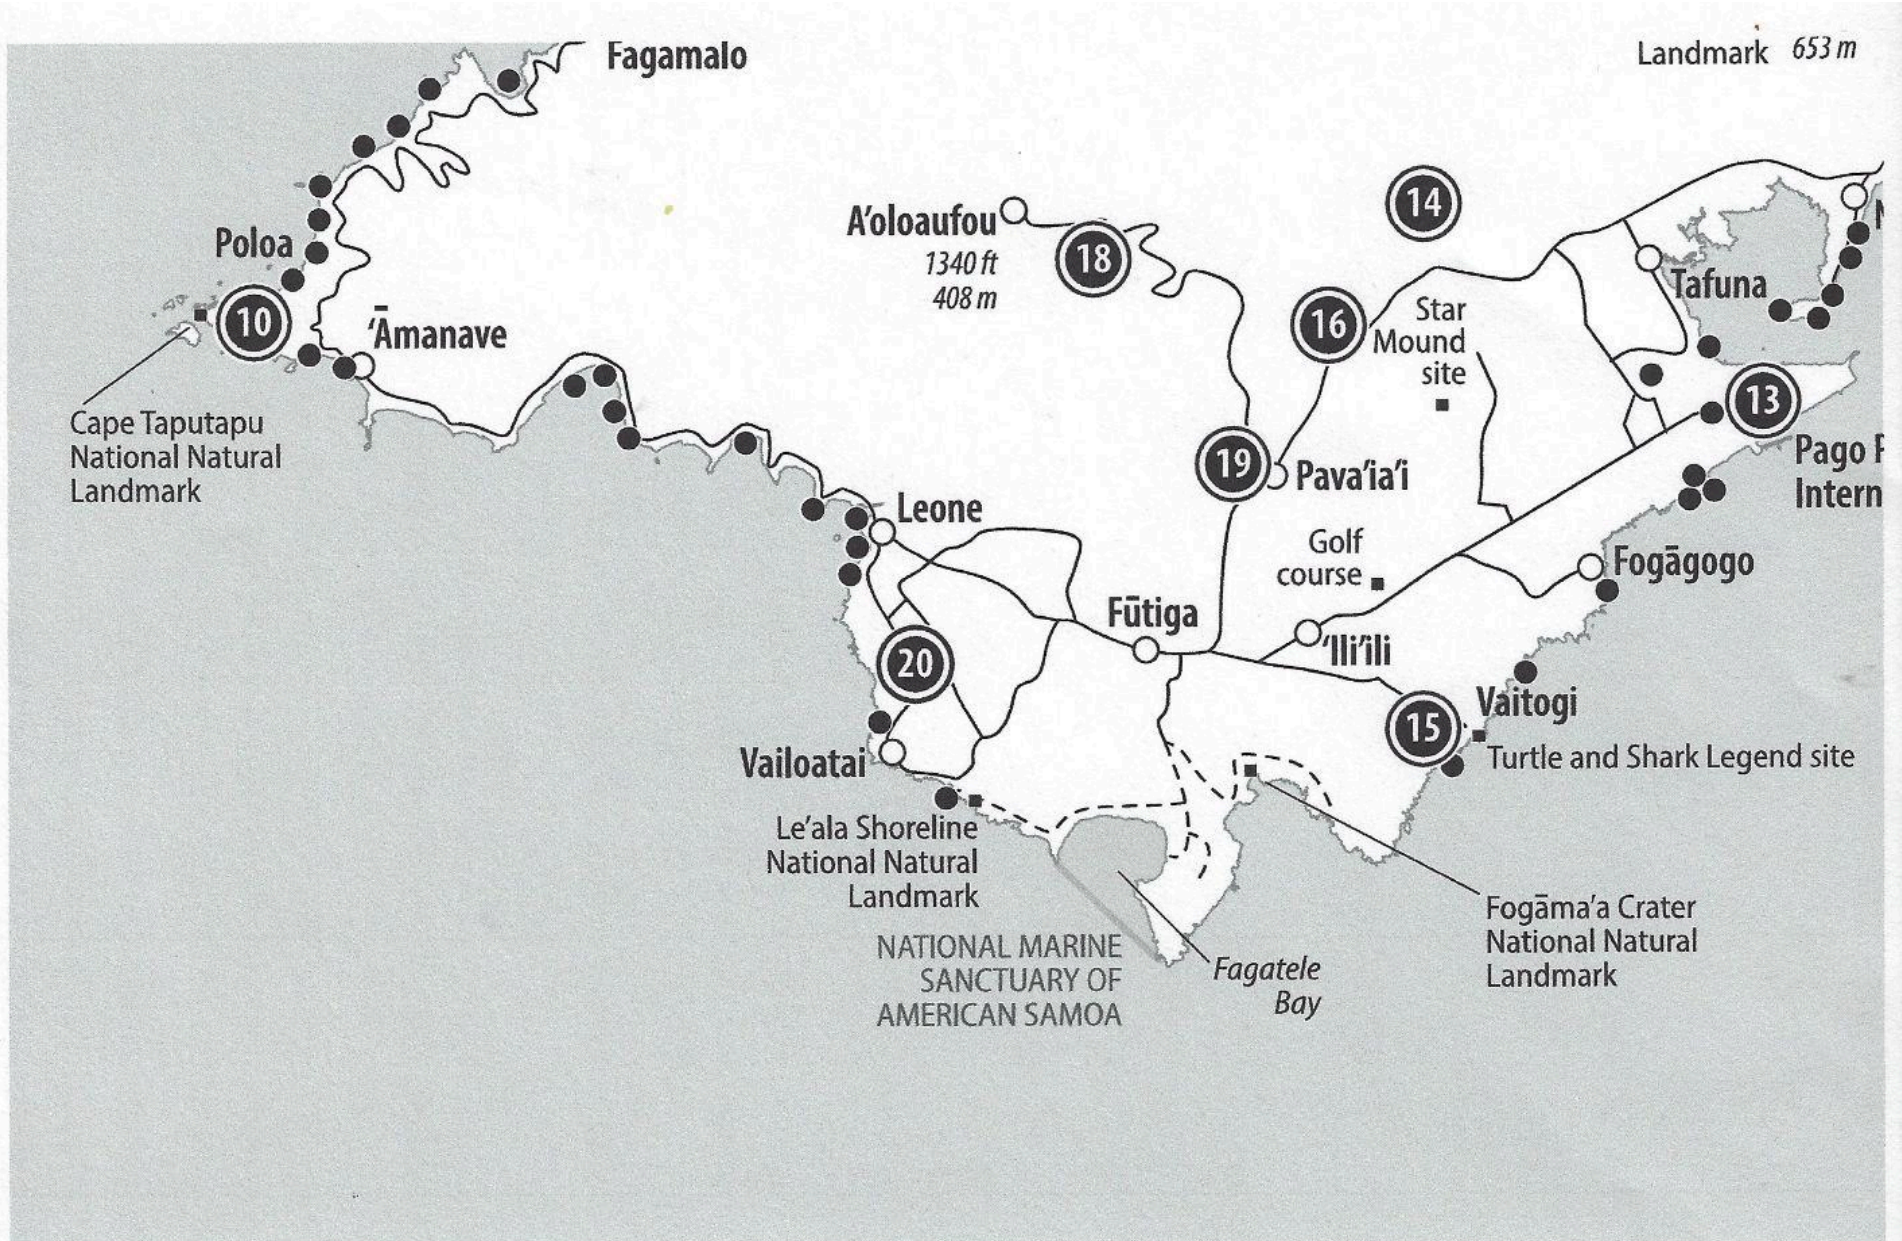 Fagamalo
Landmark 653 m
14
A'oloaufou
1340 ft
408 m
18
Poloa
10
'Āmanave
Tafuna
16
Star
Mound
site
13
Cape Taputapu
National Natural
Landmark
19
Pava'ia'i
Pago
Intern
Leone
Golf
course
Fogāgogo
Fūtiga
'Ili'ili
20
15
Vaitogi
Turtle and Shark Legend site
Vailoatai
Le'ala Shoreline
National Natural
Landmark
Fogāma'a Crater
National Natural
Landmark
NATIONAL MARINE
SANCTUARY OF
AMERICAN SAMOA
Fagatele
Bay